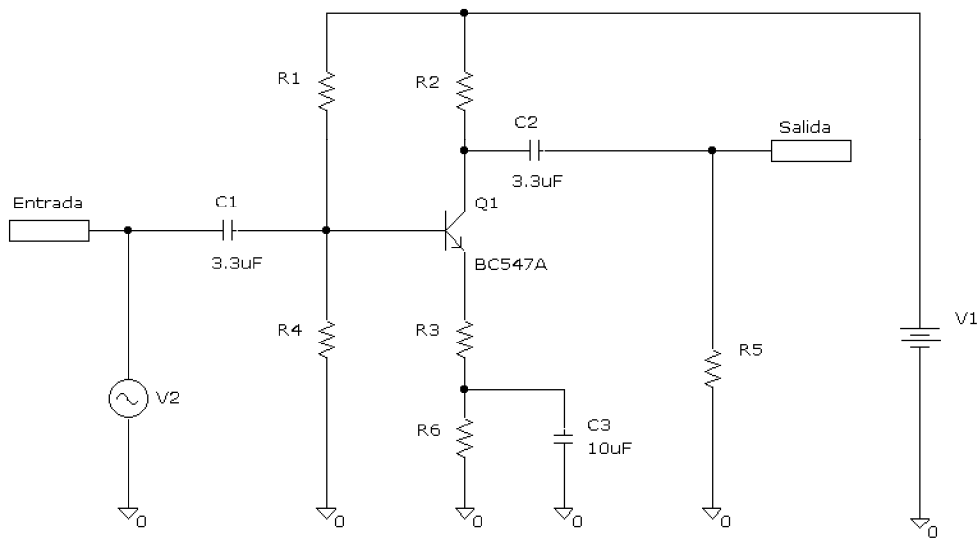 R1
R2
C2
3.3uF
Salida
Entrada
C1
3.3uF
Q1
BC547A
R4
R3
R5
V1
V2
R6
C3
10uF
0
0
0
0
0
0